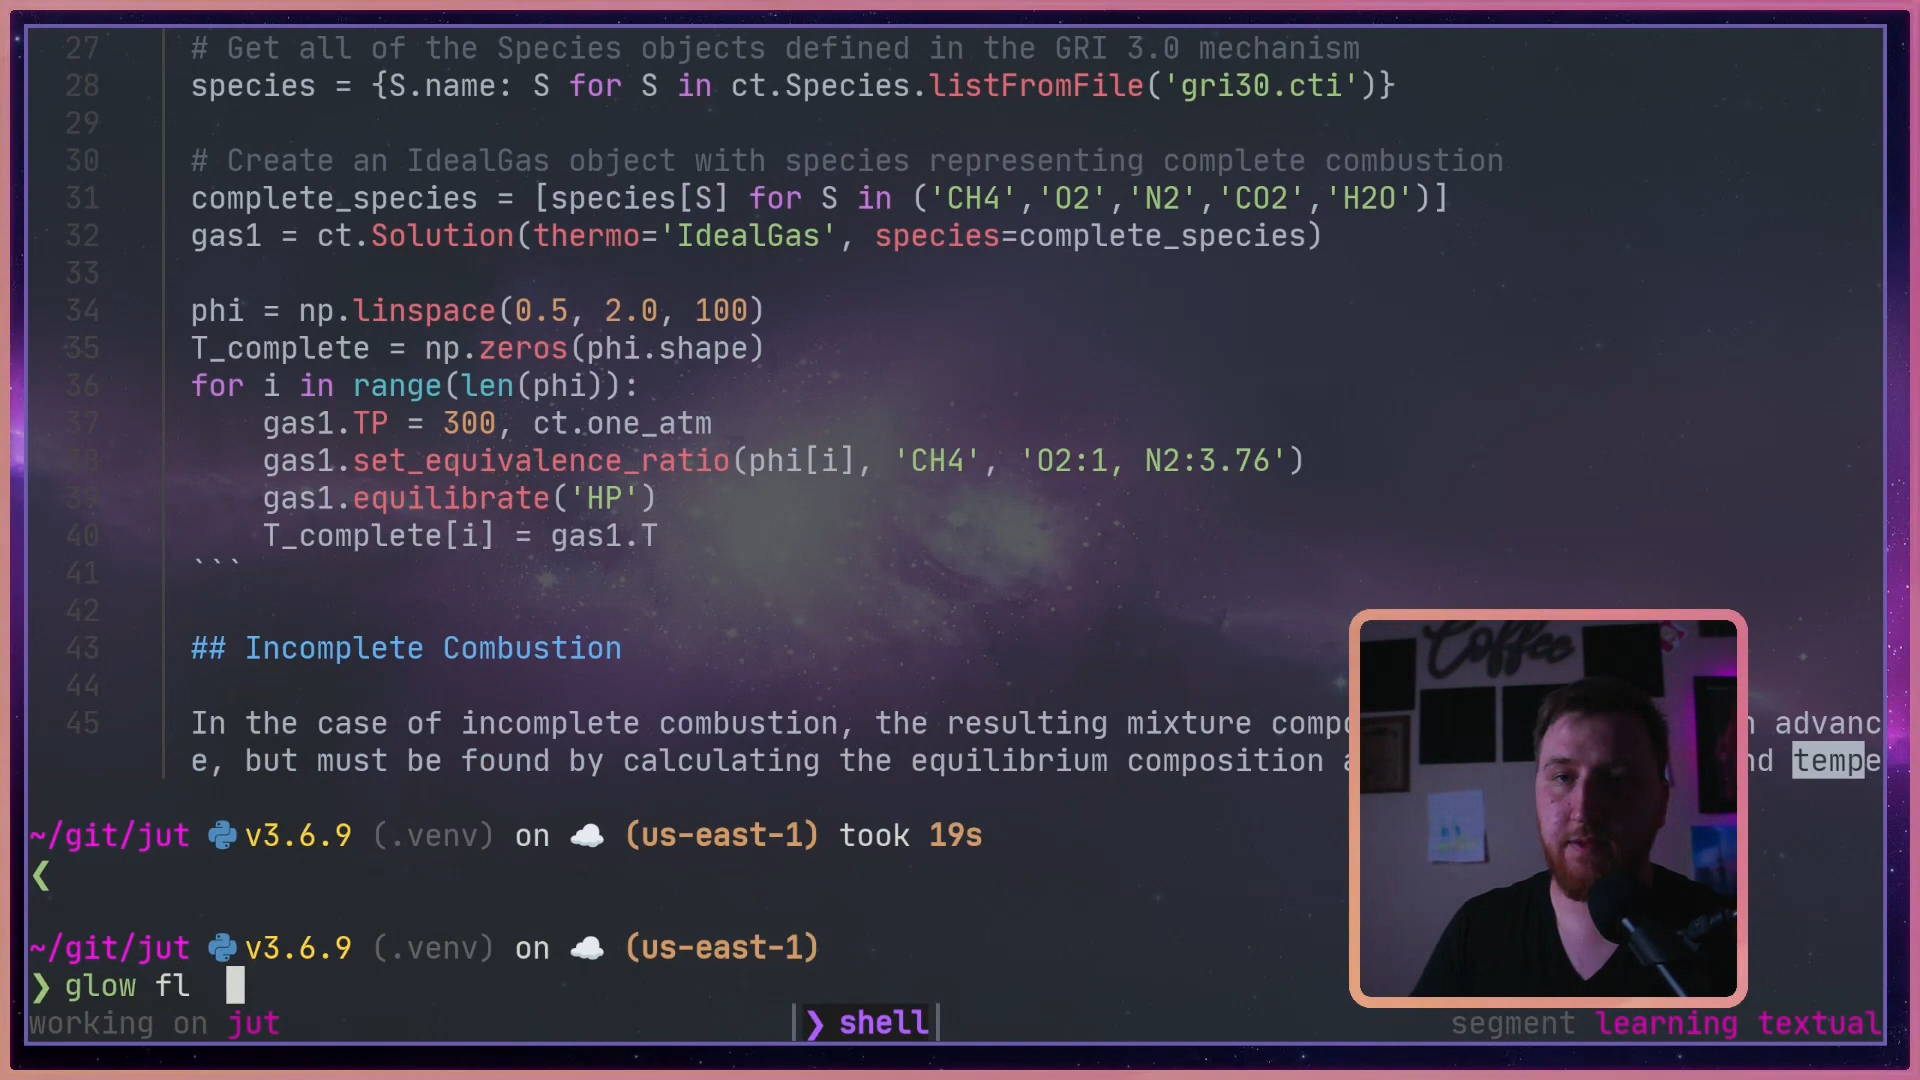 27 # Get all of the Species objects defined in the GRI 3.0 mechanism
28 species = {S.name: S for S in ct.Species.listFromFile('gri30.cti')}
29
30 # Create an IdealGas object with species representing complete combustion
31 complete_species = [species[S] for S in ('CH4','O2','N2','CO2','H2O')]
32 gas1 = ct.Solution(thermo='IdealGas', species=complete_species)
33
34 phi = np.linspace(0.5, 2.0, 100)
35 T_complete = np.zeros(phi.shape)
36 for i in range(len(phi)):
37 gas1.TP = 300, ct.one_atm
38 gas1.set_equivalence_ratio(phi[i], 'CH4', 'O2:1, N2:3.76')
39 gas1.equilibrate('HP')
40 T_complete[i] = gas1.T
41 ```
42
43 ## Incomplete Combustion
44
45 In the case of incomplete combustion, the resulting mixture advanc
e, but must be found by calculating the equilibrium composition tempe
~/git/jut v3.6.9 (.venv) on (us-east-1) took 19s
❮
~/git/jut v3.6.9 (.venv) on (us-east-1)
❯ glow fl
working on jut ❯ shell segment learning textual
Coffee